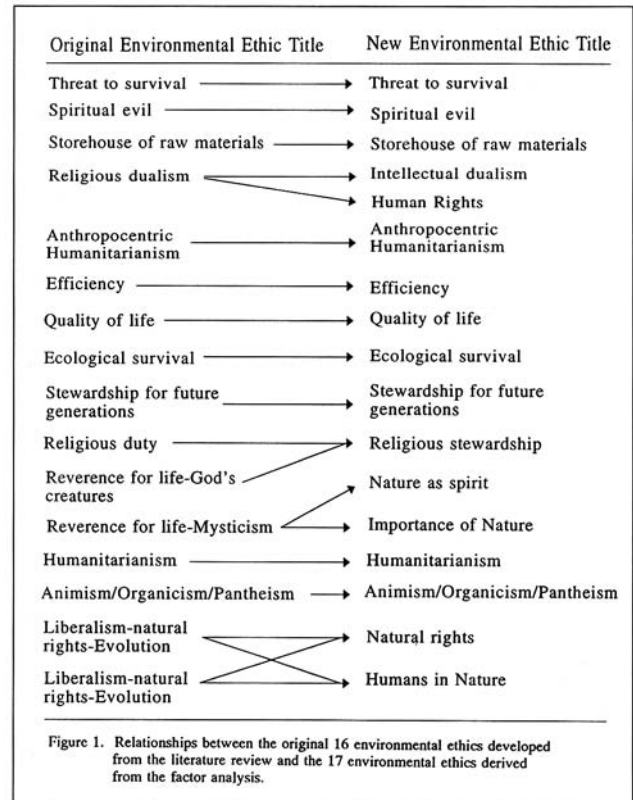 Original Environmental Ethic Title New Environmental Ethic Title
Threat to survival Threat to survival
Spiritual evil Spiritual evil
Storehouse of raw materials Storehouse of raw materials
Religious dualism Intellectual dualism
Human Rights
Anthropocentric Humanitarianism Anthropocentric Humanitarianism
Efficiency Efficiency
Quality of life Quality of life
Ecological survival Ecological survival
Stewardship for future generations Stewardship for future generations
Religious duty Religious stewardship
Reverence for life-God's creatures Nature as spirit
Reverence for life-Mysticism Importance of Nature
Humanitarianism Humanitarianism
Animism/Organicism/Pantheism Animism/Organicism/Pantheism
Liberalism-natural rights-Evolution Natural rights
Liberalism-natural rights-Evolution Humans in Nature
Figure 1. Relationships between the original 16 environmental ethics developed
from the literature review and the 17 environmental ethics derived
from the factor analysis.